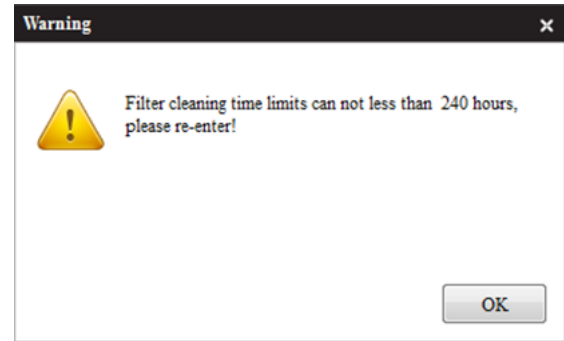 Warning
Filter cleaning time limits can not less than 240 hours,
please re-enter!
OK